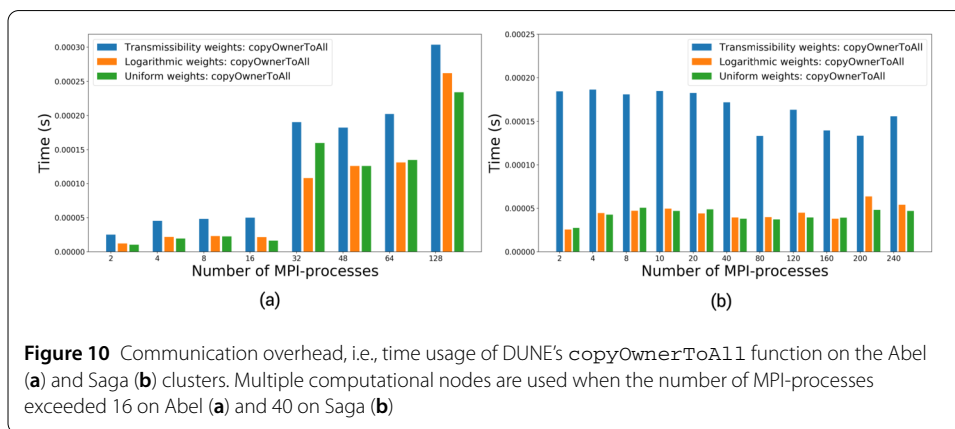 0.00030
0.00025
0.00020
0.00015
0.00010
0.00005
0.00000
Time (s)
Transmissibility weights: copyOwnerToAll
Logarithmic weights: copyOwnerToAll
Uniform weights: copyOwnerToAll
2 4 8 16 32 48 64 128
Number of MPI-processes
(a)
0.00025
0.00020
0.00015
0.00010
0.00005
0.00000
Time (s)
Transmissibility weights: copyOwnerToAll
Logarithmic weights: copyOwnerToAll
Uniform weights: copyOwnerToAll
2 4 8 10 20 40 80 120 160 200 240
Number of MPI-processes
(b)
Figure 10 Communication overhead, i.e., time usage of DUNE's copyOwnerToAll function on the Abel
(a) and Saga (b) clusters. Multiple computational nodes are used when the number of MPI-processes
exceeded 16 on Abel (a) and 40 on Saga (b)